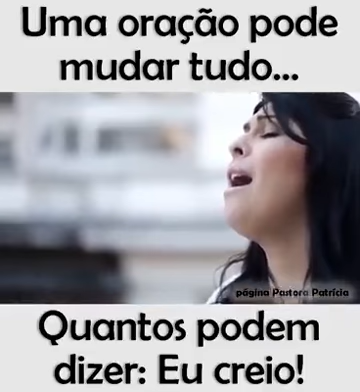 Uma oração pode
mudar tudo...
página Pastora Patrícia
Quantos podem
dizer: Eu creio!